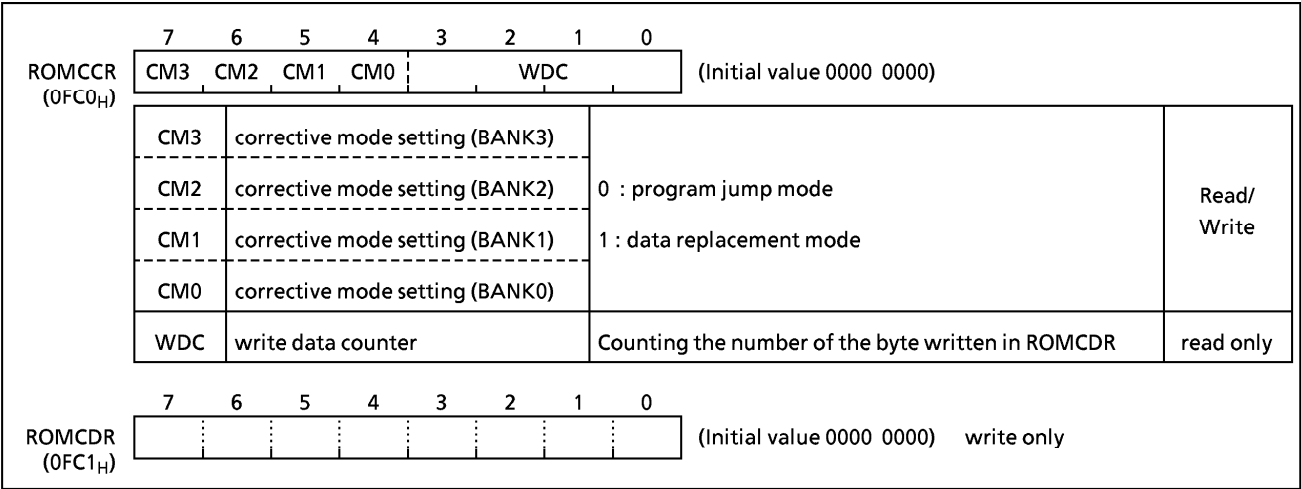 7 6 5 4 3 2 1 0
ROMCCR CM3 CM2 CM1 CM0 WDC (Initial value 0000 0000)
(0FC0H)
CM3 corrective mode setting (BANK3)
CM2 corrective mode setting (BANK2) 0 : program jump mode Read/
Write
CM1 corrective mode setting (BANK1) 1 : data replacement mode
CM0 corrective mode setting (BANK0)
WDC write data counter Counting the number of the byte written in ROMCDR read only
7 6 5 4 3 2 1 0
ROMCDR (Initial value 0000 0000) write only
(0FC1H)